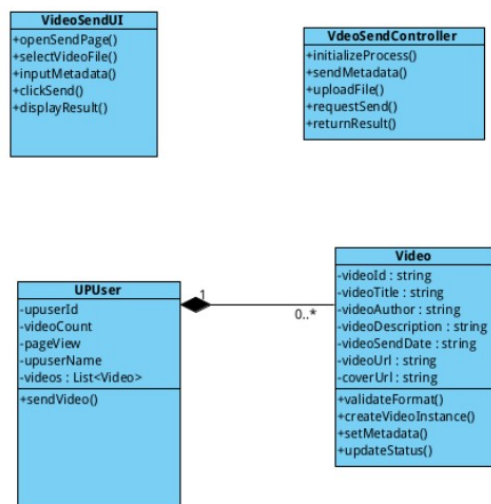 VideoSendUI
+openSendPage()
+selectVideoFile()
+inputMetadata()
+clickSend()
+displayResult()
VdeoSendController
+initializeProcess()
+sendMetadata()
+uploadFile()
+requestSend()
+returnResult()
UPUser
-upuserId
-videoCount
-pageView
-upuserName
-videos : List<Video>
+sendVideo()
1
0..*
Video
-videoId : string
-videoTitle : string
-videoAuthor : string
-videoDescription : string
-videoSendDate : string
-videoUrl : string
-coverUrl : string
+validateFormat()
+createVideoInstance()
+setMetadata()
+updateStatus()